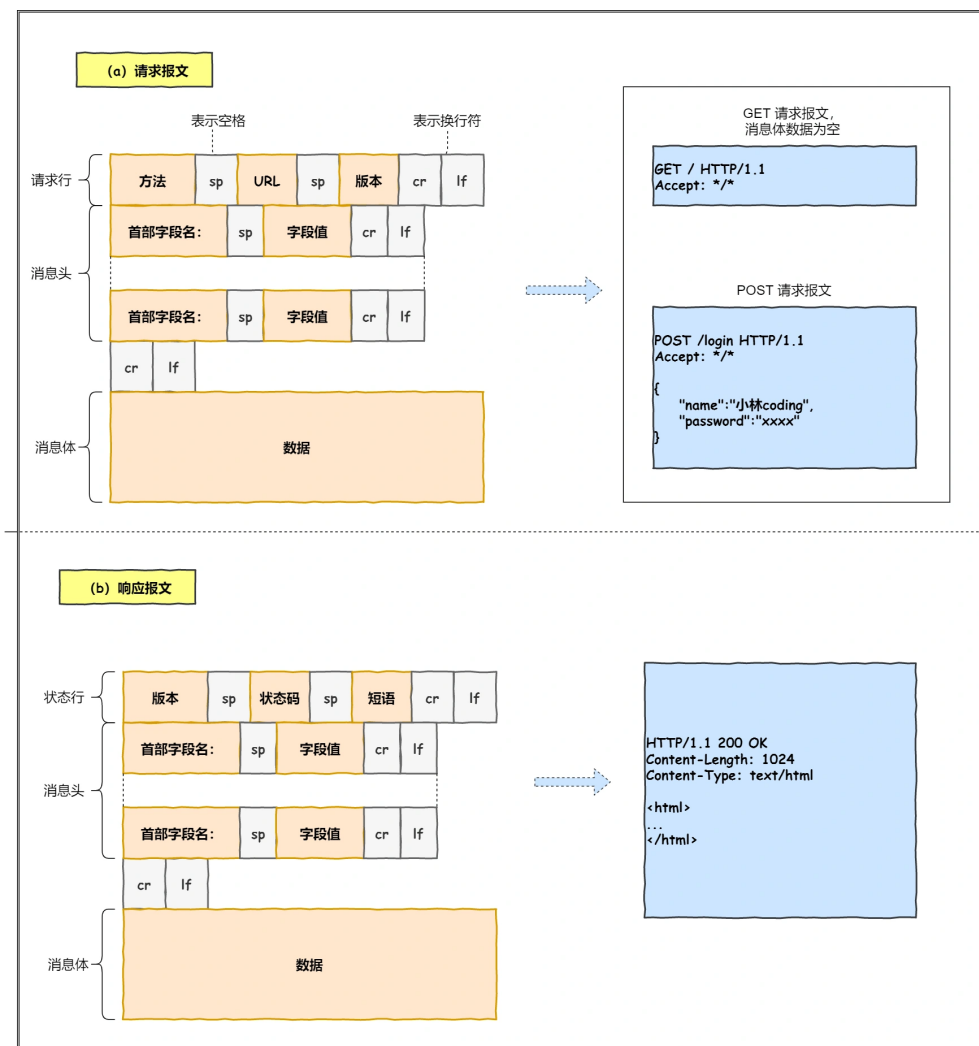 (a) 请求报文
表示空格
表示换行符
请求行
方法 sp URL sp 版本 cr lf
消息头
首部字段名: sp 字段值 cr lf
首部字段名: sp 字段值 cr lf
cr lf
消息体
数据
GET 请求报文,
消息体数据为空
GET / HTTP/1.1
Accept: */*
POST 请求报文
POST /login HTTP/1.1
Accept: */*
{
"name":"小林coding",
"password":"xxxx"
}
(b) 响应报文
状态行
版本 sp 状态码 sp 短语 cr lf
消息头
首部字段名: sp 字段值 cr lf
首部字段名: sp 字段值 cr lf
cr lf
消息体
数据
HTTP/1.1 200 OK
Content-Length: 1024
Content-Type: text/html
<html>
...
</html>